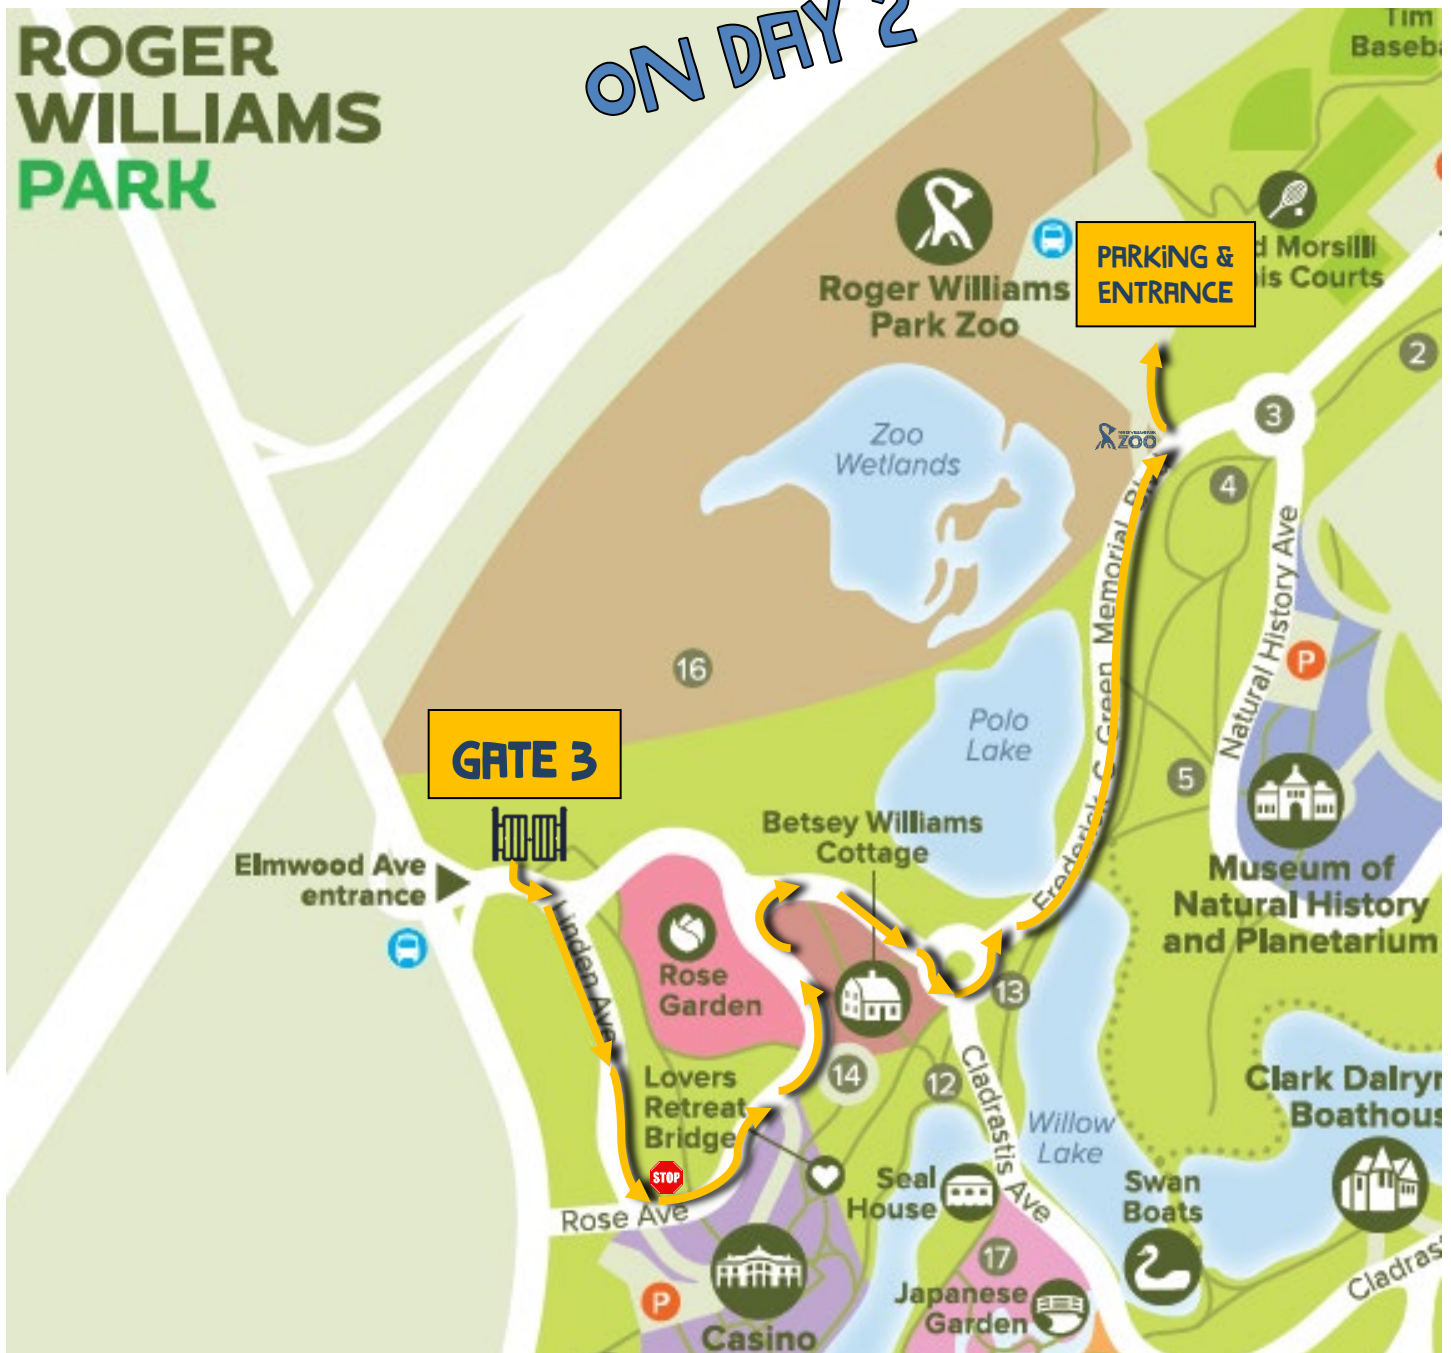 ON DAY 2
ROGER
WILLIAMS
PARK
Tim
Roger Williams
Park Zoo
PARKING &
ENTRANCE
d Morsilli
is Courts
2
3
ZOO
4
Zoo
Wetlands
Frederick C Green Memorial
Natural History Ave
P
16
Polo
Lake
5
GATE 3
Betsey Williams
Cottage
Elmwood Ave
entrance
Museum of
Natural History
and Planetarium
Linden Ave
Rose
Garden
13
14
12
Lovers
Retreat
Bridge
Cladrastis Ave
Willow
Lake
Clark
STOP
Seal
House
Swan
Boats
Rose Ave
17
P
Japanese
Garden
Casino